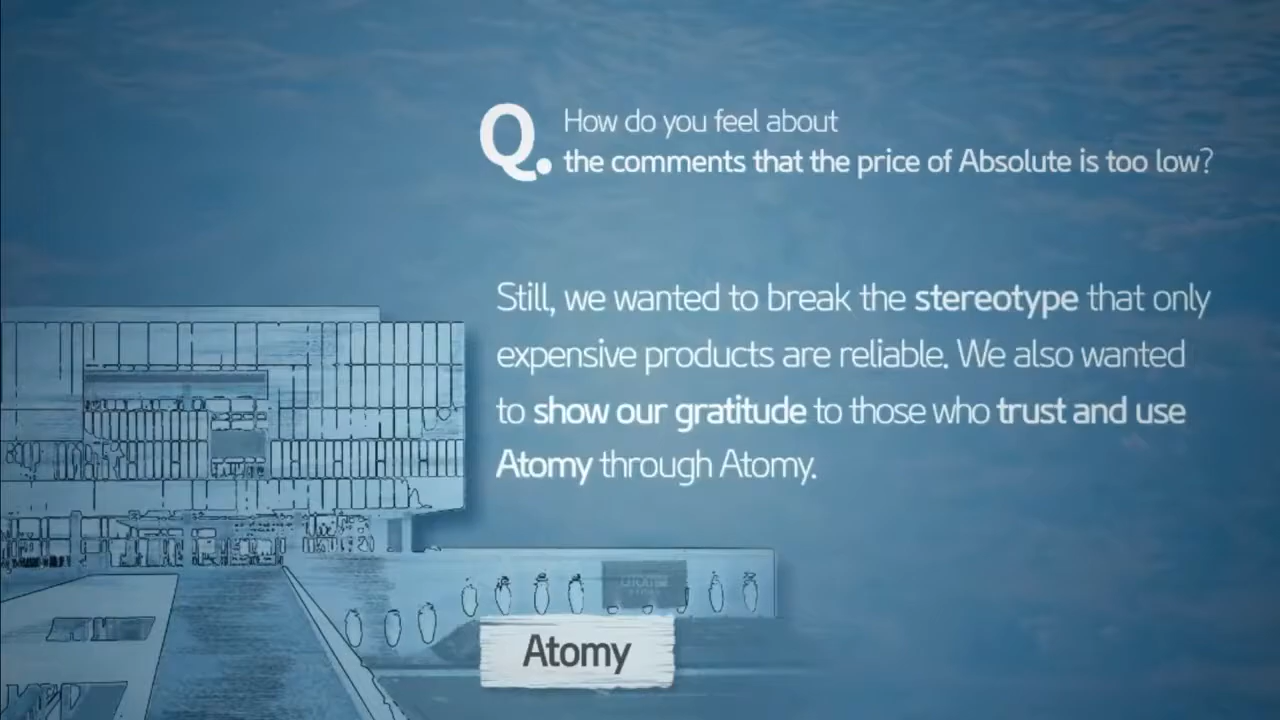 Q. How do you feel about
the comments that the price of Absolute is too low?
Still, we wanted to break the stereotype that only
expensive products are reliable. We also wanted
to show our gratitude to those who trust and use
Atomy through Atomy.
Atomy